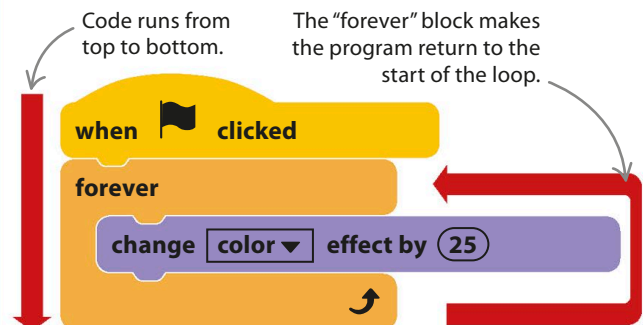 Code runs from
top to bottom.
The “forever” block makes
the program return to the
start of the loop.
when clicked
forever
change color effect by 25